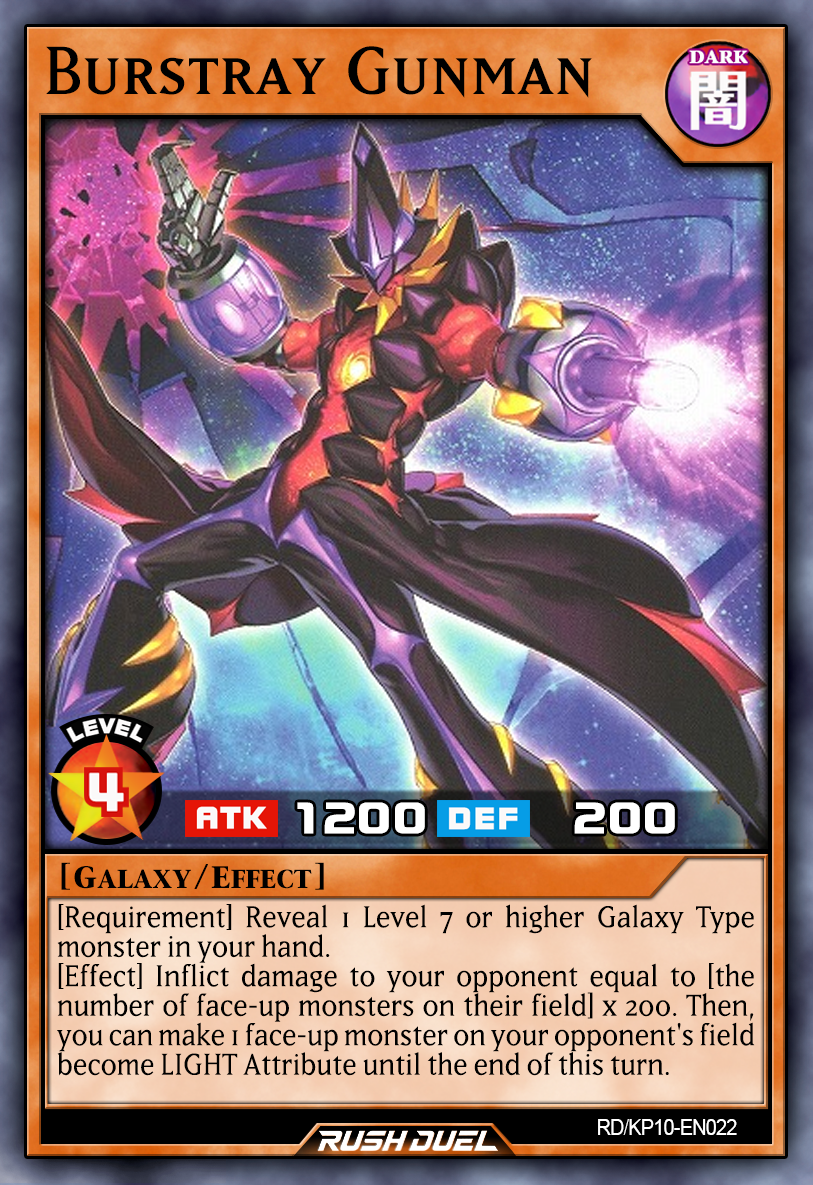 Burstray Gunman
DARK
闇
LEVEL
4
ATK 1200 DEF 200
[Galaxy/Effect]
[Requirement] Reveal 1 Level 7 or higher Galaxy Type
monster in your hand.
[Effect] Inflict damage to your opponent equal to [the
number of face-up monsters on their field] x 200. Then,
you can make 1 face-up monster on your opponent's field
become LIGHT Attribute until the end of this turn.
RD/KP10-EN022
RUSH DUEL